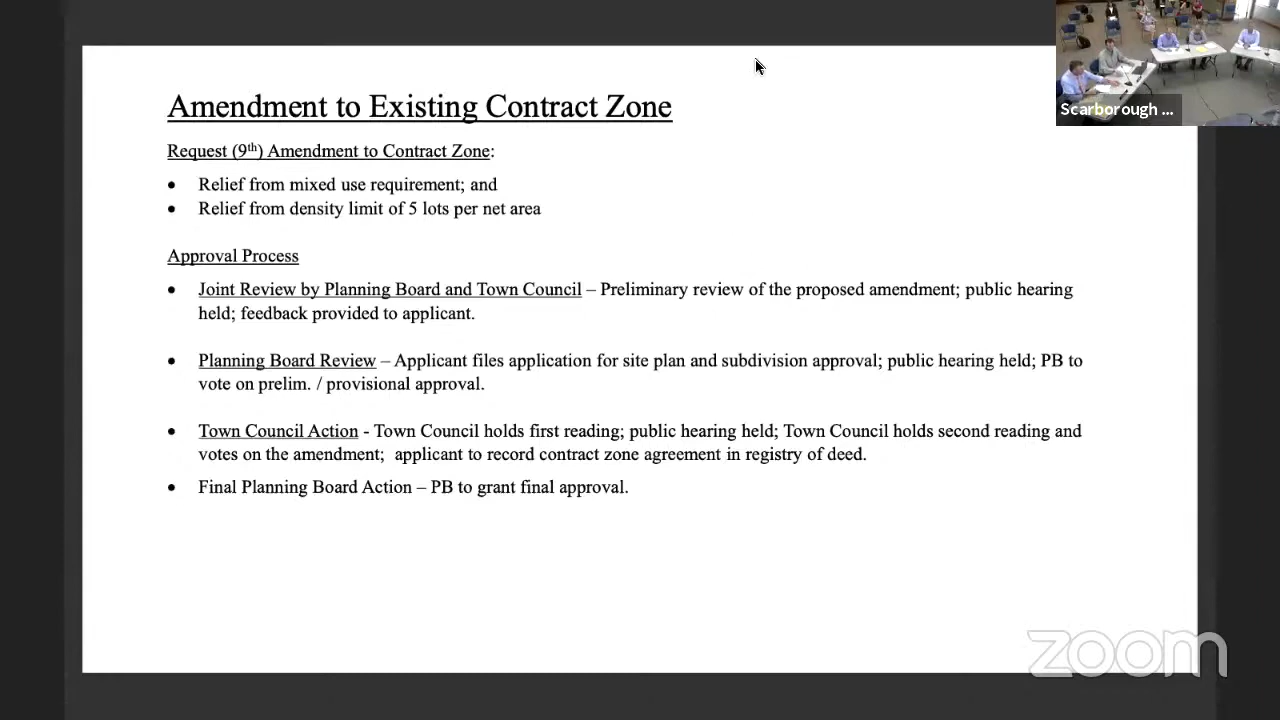 Amendment to Existing Contract Zone
Request (9th) Amendment to Contract Zone:
• Relief from mixed use requirement; and
• Relief from density limit of 5 lots per net area
Approval Process
• Joint Review by Planning Board and Town Council – Preliminary review of the proposed amendment; public hearing
held; feedback provided to applicant.
• Planning Board Review – Applicant files application for site plan and subdivision approval; public hearing held; PB to
vote on prelim. / provisional approval.
• Town Council Action - Town Council holds first reading; public hearing held; Town Council holds second reading and
votes on the amendment;  applicant to record contract zone agreement in registry of deed.
• Final Planning Board Action – PB to grant final approval.
Scarborough ...
zoom